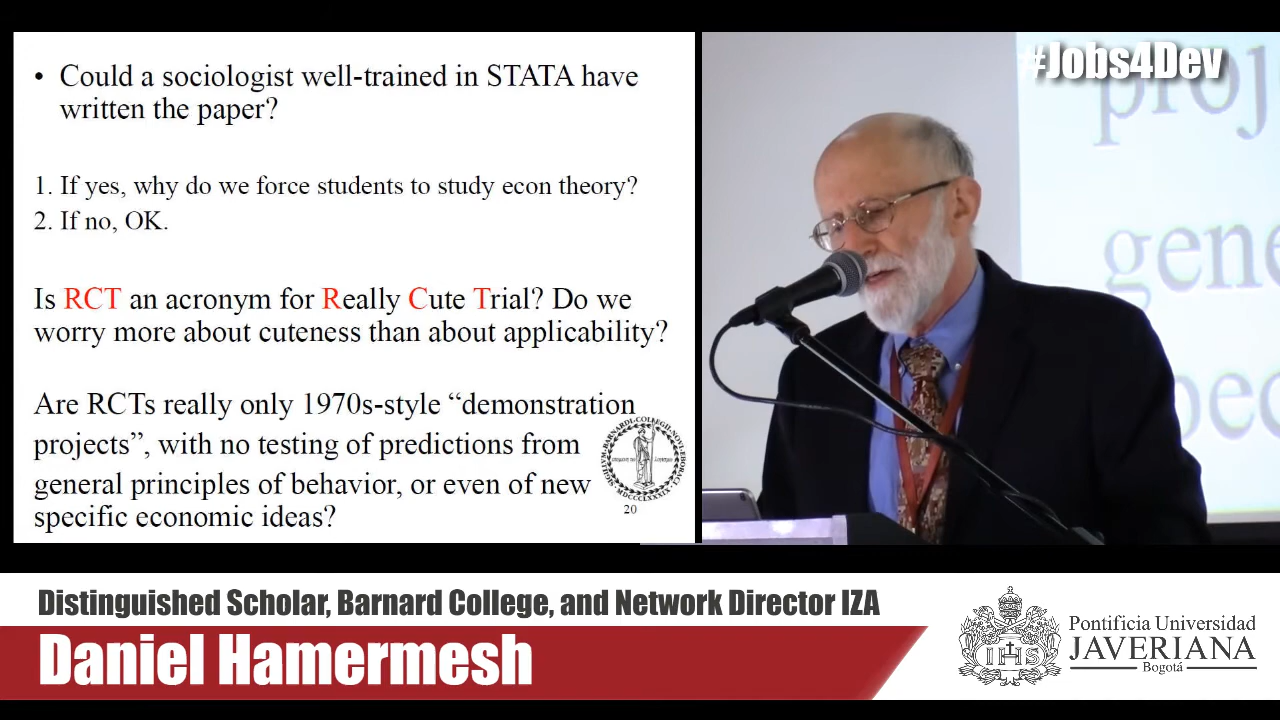 • Could a sociologist well-trained in STATA have
written the paper?
1. If yes, why do we force students to study econ theory?
2. If no, OK.
Is RCT an acronym for Really Cute Trial? Do we
worry more about cuteness than about applicability?
Are RCTs really only 1970s-style “demonstration
projects”, with no testing of predictions from
general principles of behavior, or even of new
specific economic ideas?
20
#Jobs4Dev
Distinguished Scholar, Barnard College, and Network Director IZA
Daniel Hamermesh
IHS
Pontificia Universidad
JAVERIANA
Bogotá